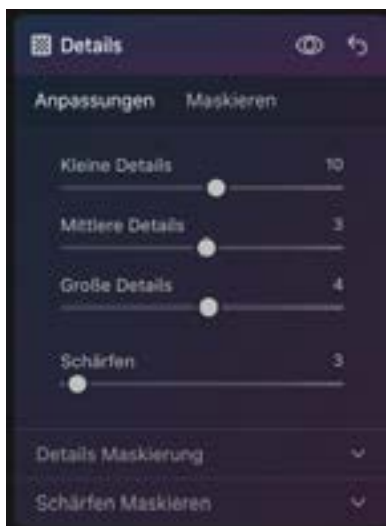 Details
Anpassungen Maskieren
Kleine Details 10
Mittlere Details 3
Große Details 4
Schärfen 3
Details Maskierung
Schärfen Maskieren